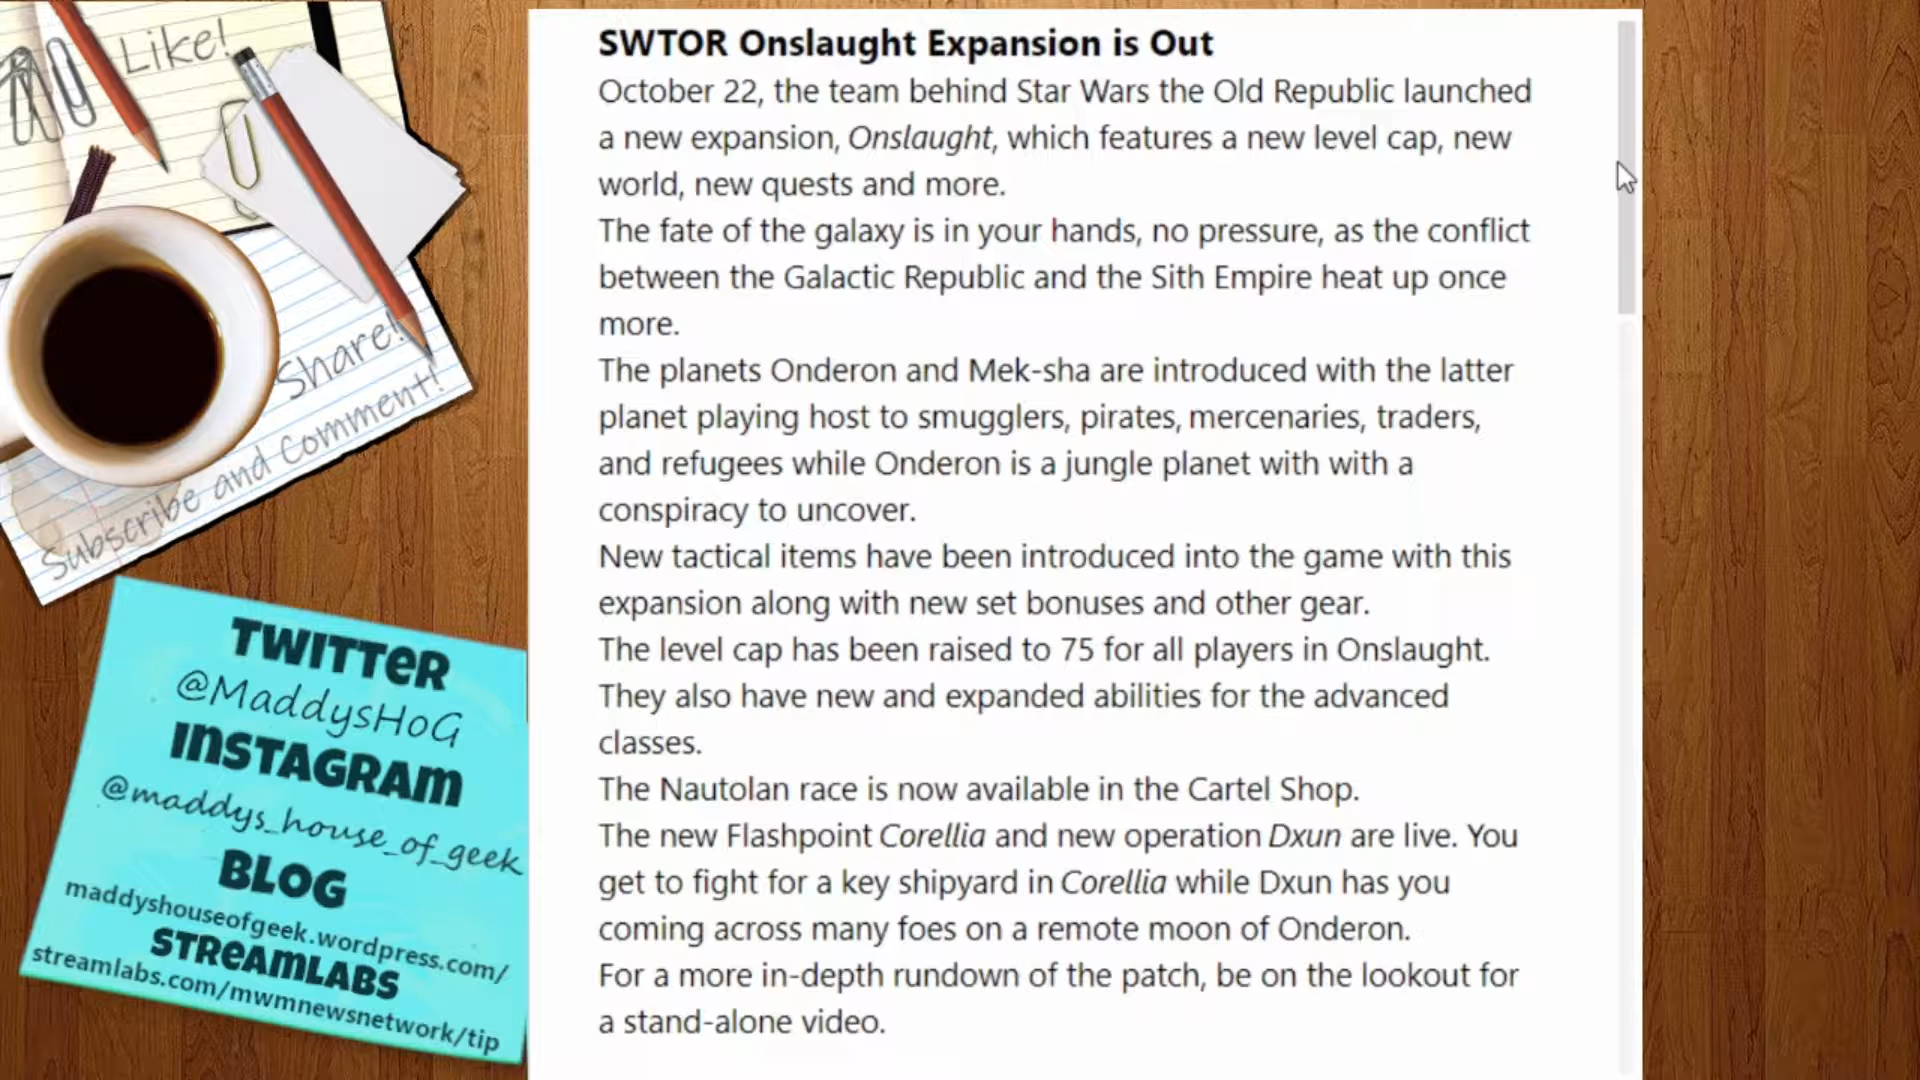 Like!
Share!
Subscribe and Comment!
TWITTER
@MaddysHoG
INSTAGRAM
@maddys_house_of_geek
BLOG
maddyshouseofgeek.wordpress.com/
STREAMLABS
streamlabs.com/mwmnewsnetwork/tip
SWTOR Onslaught Expansion is Out
October 22, the team behind Star Wars the Old Republic launched
a new expansion, Onslaught, which features a new level cap, new
world, new quests and more.
The fate of the galaxy is in your hands, no pressure, as the conflict
between the Galactic Republic and the Sith Empire heat up once
more.
The planets Onderon and Mek-sha are introduced with the latter
planet playing host to smugglers, pirates, mercenaries, traders,
and refugees while Onderon is a jungle planet with with a
conspiracy to uncover.
New tactical items have been introduced into the game with this
expansion along with new set bonuses and other gear.
The level cap has been raised to 75 for all players in Onslaught.
They also have new and expanded abilities for the advanced
classes.
The Nautolan race is now available in the Cartel Shop.
The new Flashpoint Corellia and new operation Dxun are live. You
get to fight for a key shipyard in Corellia while Dxun has you
coming across many foes on a remote moon of Onderon.
For a more in-depth rundown of the patch, be on the lookout for
a stand-alone video.